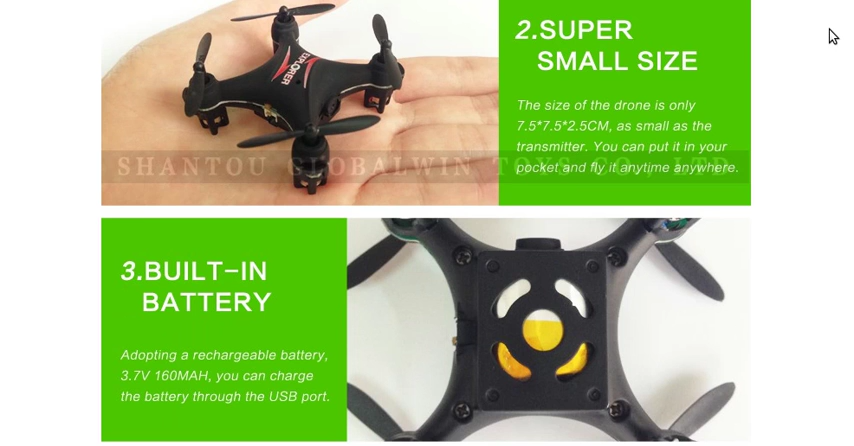 EXPLORER
2.SUPER
SMALL SIZE
The size of the drone is only
7.5*7.5*2.5CM, as small as the
transmitter. You can put it in your
pocket and fly it anytime anywhere.
SHANTOU GLOBALWIN TOYS CO., LTD.
3.BUILT-IN
BATTERY
Adopting a rechargeable battery,
3.7V 160MAH, you can charge
the battery through the USB port.